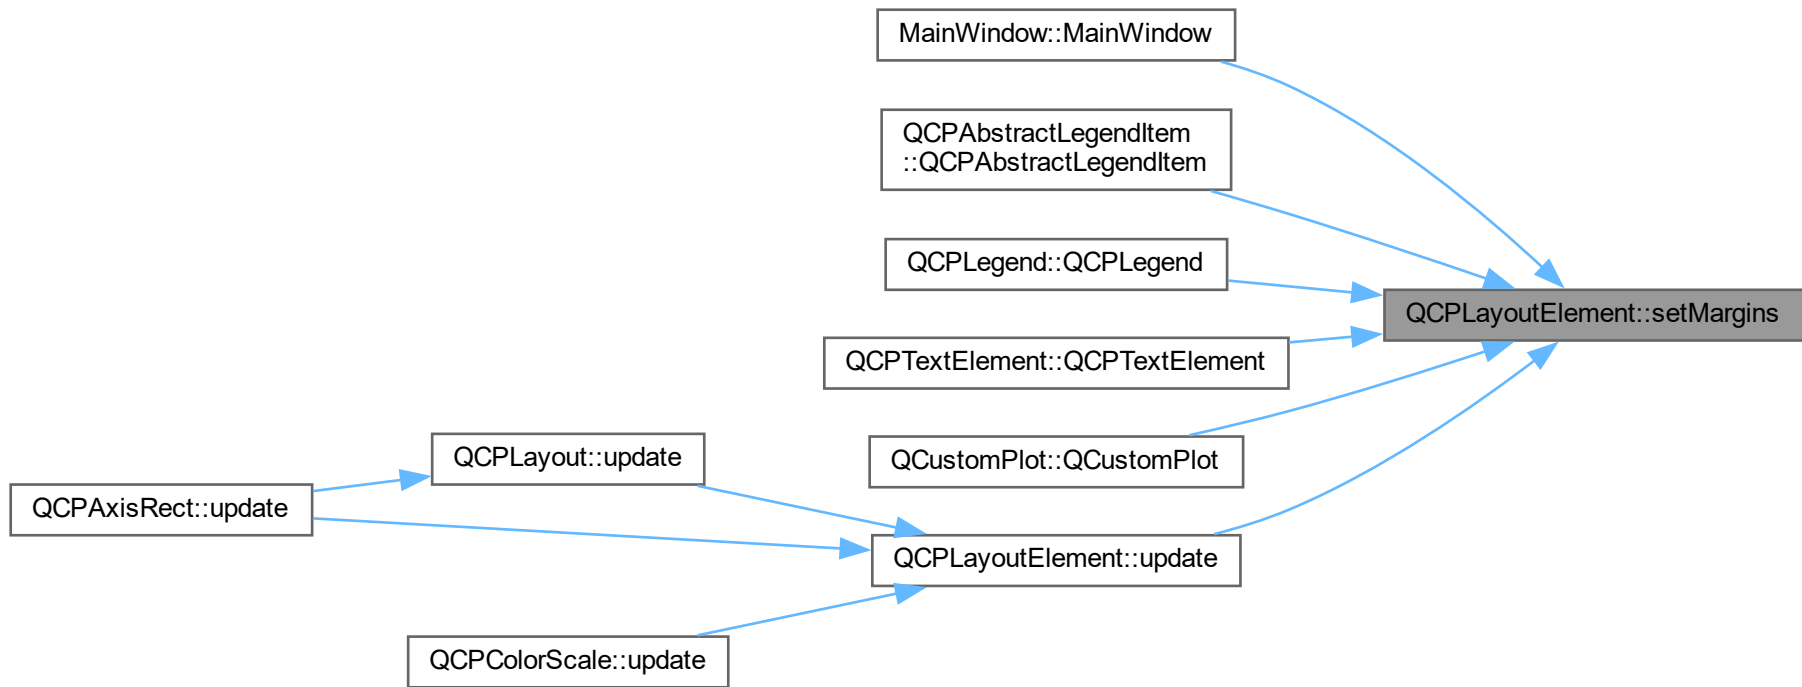 MainWindow::MainWindow
QCPAbstractLegendItem
::QCPAbstractLegendItem
QCPLegend::QCPLegend
QCPLayoutElement::setMargins
QCPTextElement::QCPTextElement
QCPLayout::update
QCustomPlot::QCustomPlot
QCPAxisRect::update
QCPLayoutElement::update
QCPColorScale::update